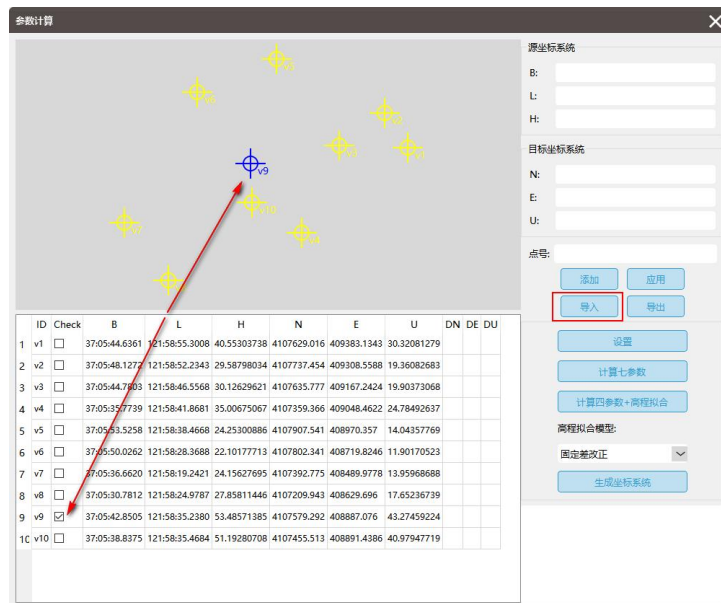 参数计算
源坐标系统
B:
L:
H:
目标坐标系统
N:
E:
U:
点号:
添加 应用
导入 导出
设置
计算七参数
计算四参数+高程拟合
高程拟合模型:
固定差改正
生成坐标系统
v9
v10
v4
ID Check B L H N E U DN DE DU
1 v1 37:05:44.6361 121:58:55.3008 40.55303738 4107629.016 409383.1343 30.32081279
2 v2 37:05:48.1272 121:58:52.2343 29.58798034 4107737.454 409308.5588 19.36082683
3 v3 37:05:44.7803 121:58:46.5568 30.12629621 4107635.777 409167.2424 19.90373068
4 v4 37:05:35.7739 121:58:41.8681 35.00675067 4107359.366 409048.4622 24.78492637
5 v5 37:05:53.5258 121:58:38.4668 24.25300886 4107907.541 408970.357 14.04357769
6 v6 37:05:50.0262 121:58:28.3688 22.10177713 4107802.341 408719.8246 11.90170523
7 v7 37:05:36.6620 121:58:19.2421 24.15627695 4107392.775 408489.9778 13.95968688
8 v8 37:05:30.7812 121:58:24.9787 27.85811446 4107209.943 408629.696 17.65236739
9 v9 37:05:42.8505 121:58:35.2380 53.48571385 4107579.292 408887.076 43.27459224
10 v10 37:05:38.8375 121:58:35.4684 51.19280708 4107455.513 408891.4386 40.97947719